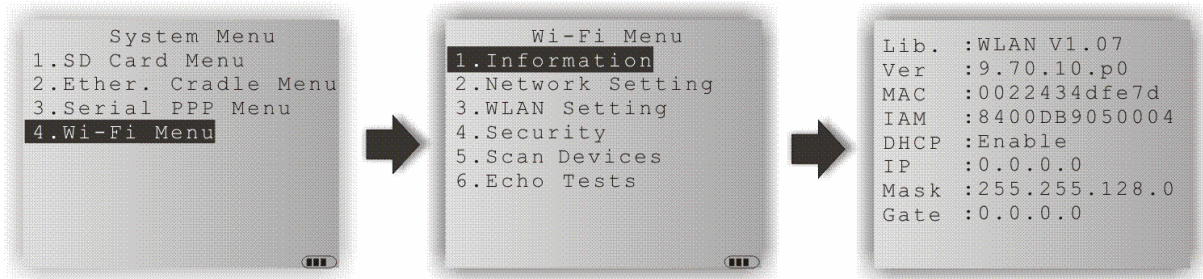 System Menu
1.SD Card Menu
2.Ether. Cradle Menu
3.Serial PPP Menu
4.Wi-Fi Menu
Wi-Fi Menu
1.Information
2.Network Setting
3.WLAN Setting
4.Security
5.Scan Devices
6.Echo Tests
Lib. :WLAN V1.07
Ver :9.70.10.p0
MAC :0022434dfe7d
IAM :8400DB9050004
DHCP :Enable
IP :0.0.0.0
Mask :255.255.128.0
Gate :0.0.0.0